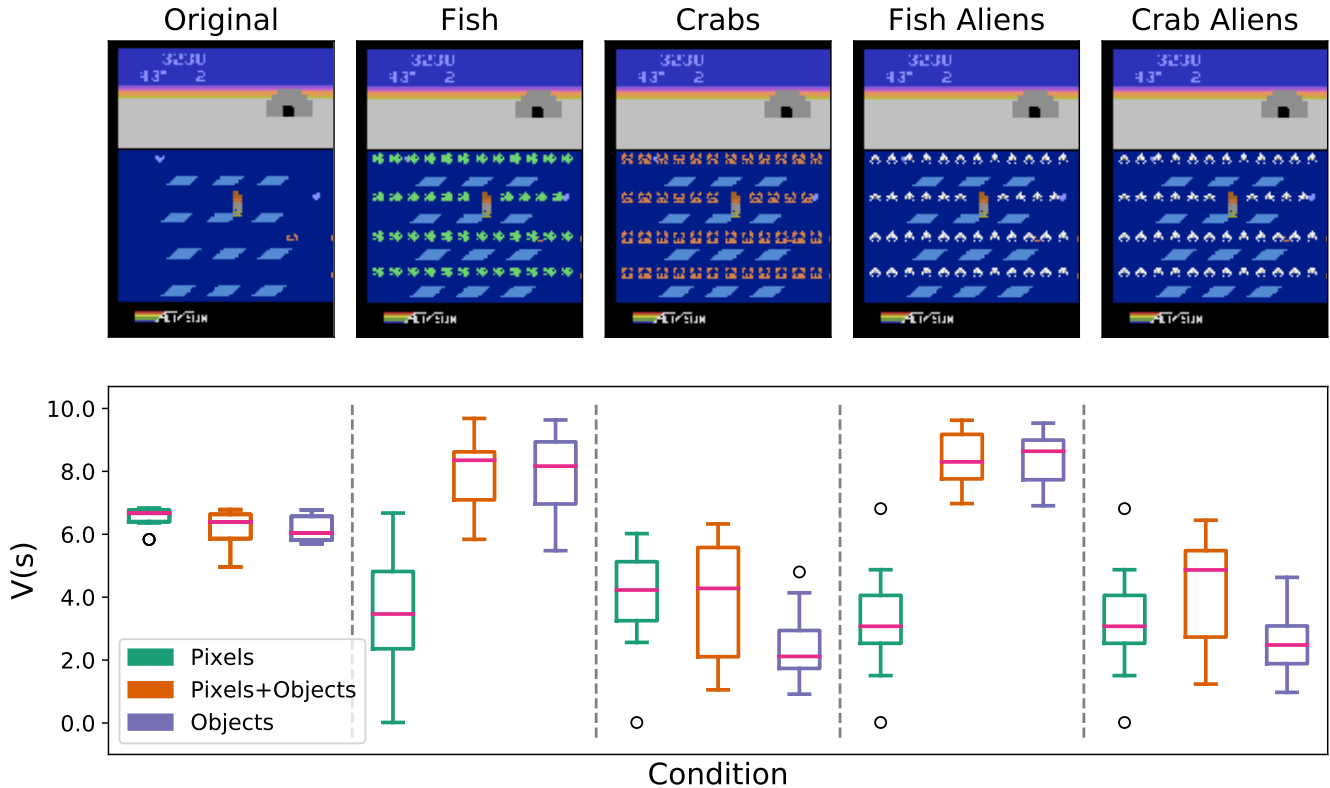 Original Fish Crabs Fish Aliens Crab Aliens
3230 3230 3230 3230 3230
43" 2 43" 2 43" 2 43" 2 43" 2
10.0
8.0
6.0
4.0
2.0
0.0
V(s)
Pixels
Pixels+Objects
Objects
Condition